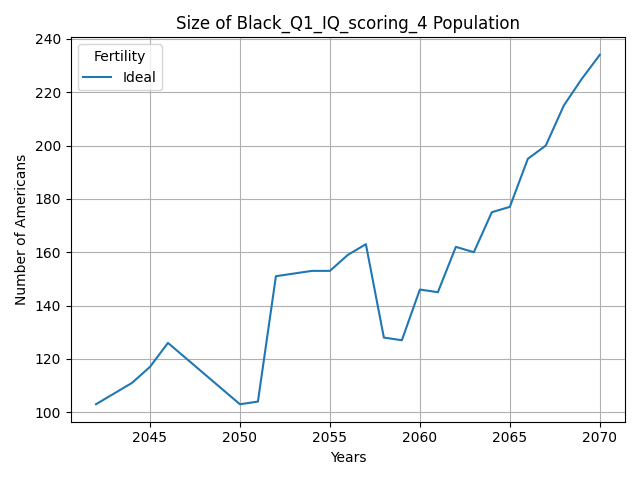 Size of Black_Q1_IQ_scoring_4 Population
Fertility
Ideal
Number of Americans
240
220
200
180
160
140
120
100
2045 2050 2055 2060 2065 2070
Years